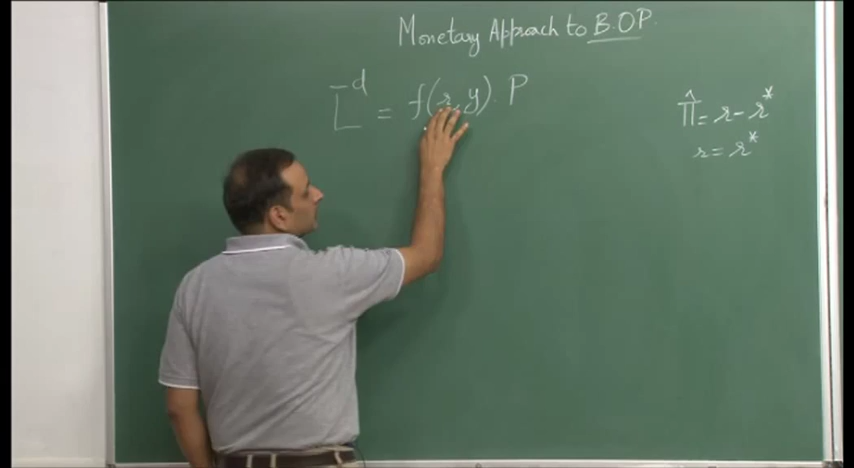 Monetary Approach to B.O.P.
L^d = f(r, y) . P
π̂ = r - r*
r = r*